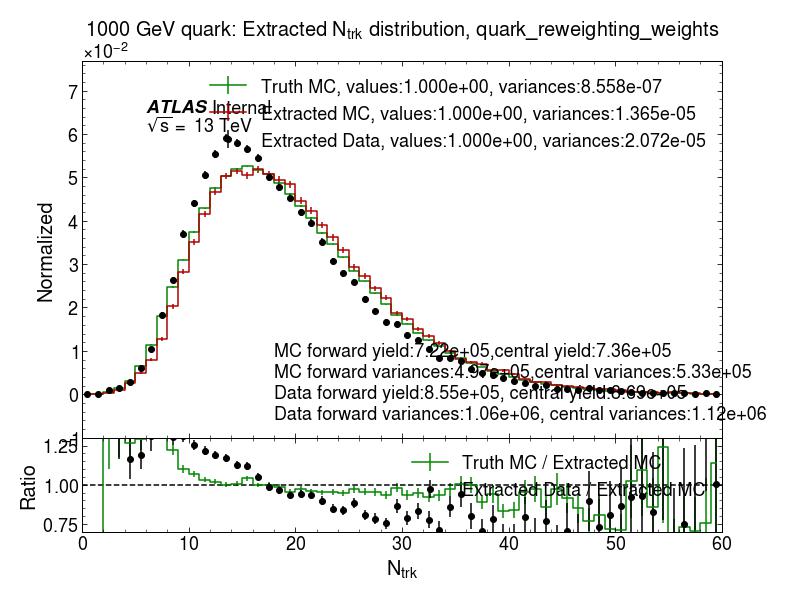 1000 GeV quark: Extracted Ntrk distribution, quark_reweighting_weights
×10−2
Truth MC, values:1.000e+00, variances:8.558e-07
ATLAS Internal
Extracted MC, values:1.000e+00, variances:1.365e-05
√s = 13 TeV
Extracted Data, values:1.000e+00, variances:2.072e-05
7
6
5
4
3
2
1
0
−1
Normalized
MC forward yield:7.22e+05,central yield:7.36e+05
MC forward variances:4.9 e+05,central variances:5.33e+05
Data forward yield:8.55e+05, central yield:8.69e+05
Data forward variances:1.06e+06, central variances:1.12e+06
1.25
1.00
0.75
Ratio
Truth MC / Extracted MC
Extracted Data / Extracted MC
0 10 20 30 40 50 60
Ntrk